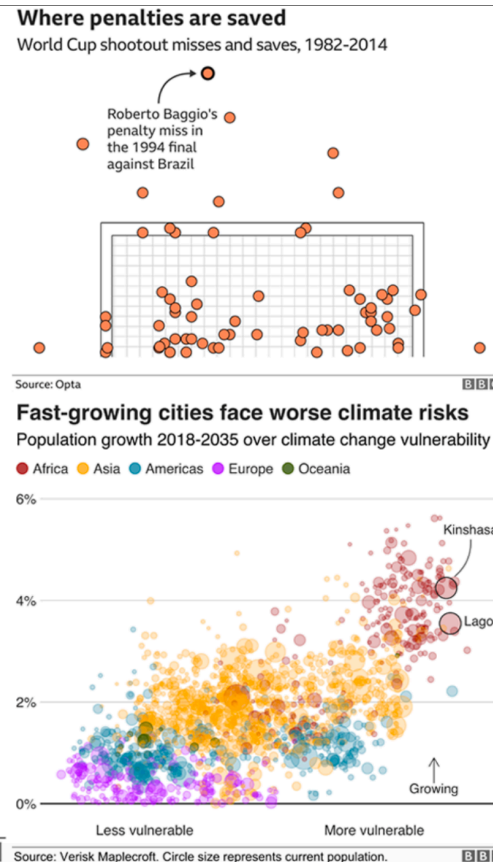 Where penalties are saved
World Cup shootout misses and saves, 1982-2014
Roberto Baggio's
penalty miss in
the 1994 final
against Brazil
Source: Opta
BB
Fast-growing cities face worse climate risks
Population growth 2018-2035 over climate change vulnerability
Africa Asia Americas Europe Oceania
6%
Kinshasa
4%
Lago
2%
Growing
0%
Less vulnerable More vulnerable
Source: Verisk Maplecroft. Circle size represents current population.
BB